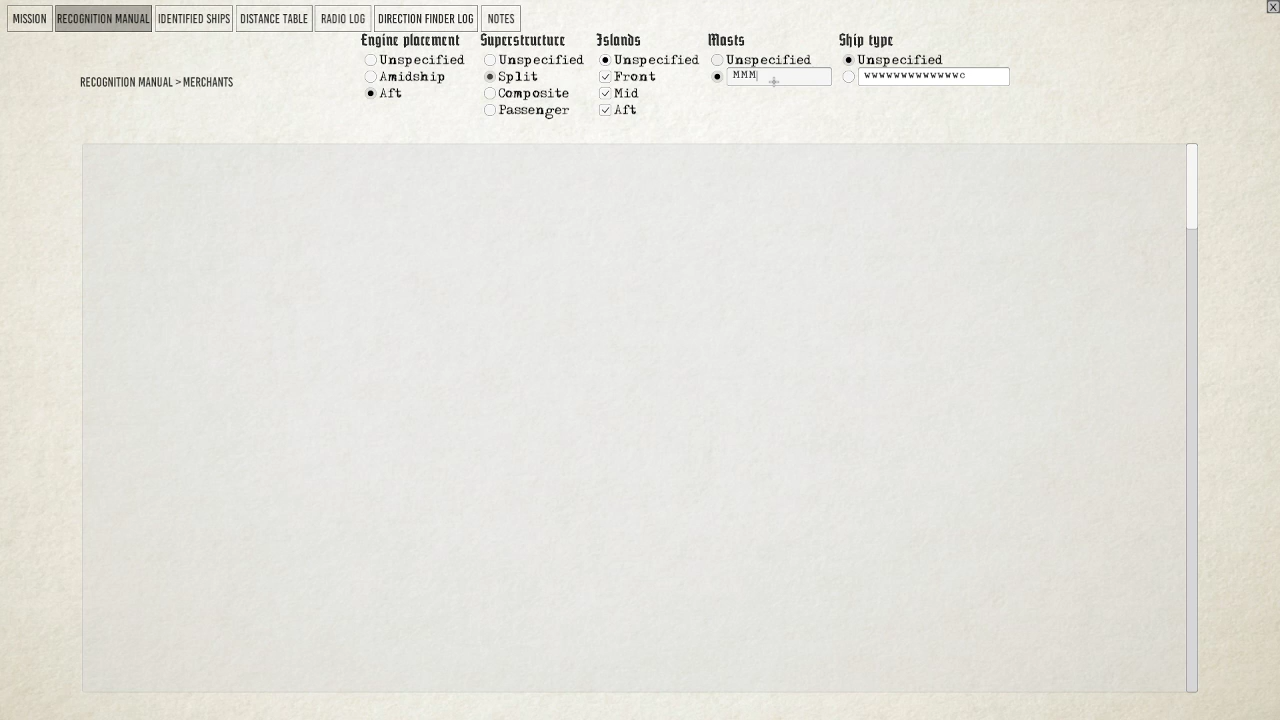 MISSION RECOGNITION MANUAL IDENTIFIED SHIPS DISTANCE TABLE RADIO LOG DIRECTION FINDER LOG NOTES X
Engine placement Superstructure Islands Masts Ship type
Unspecified Unspecified Unspecified Unspecified Unspecified
Amidship Split Front MMM wwwwwwwwwwwwwwc
RECOGNITION MANUAL > MERCHANTS
Aft Composite Mid
Passenger Aft